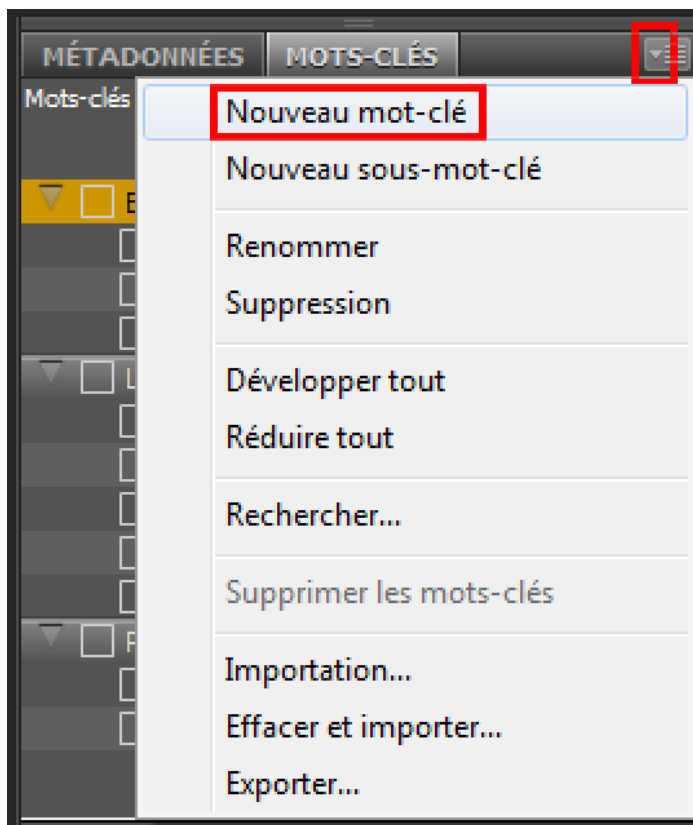 MÉTADONNÉES MOTS-CLÉS
Mots-clés
Nouveau mot-clé
Nouveau sous-mot-clé
Renommer
Suppression
Développer tout
Réduire tout
Rechercher...
Supprimer les mots-clés
Importation...
Effacer et importer...
Exporter...